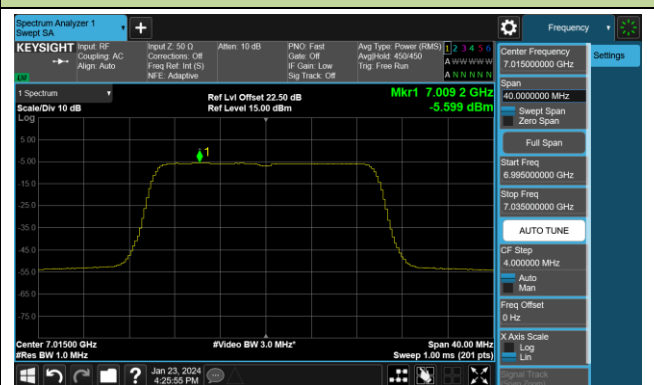 Spectrum Analyzer 1
Swept SA
+
Frequency
KEYSIGHT
Input: RF
Coupling: AC
Align: Auto
Input Z: 50 Ω
Corrections: Off
Freq Ref: Int (S)
NFE: Adaptive
Atten: 10 dB
PNO: Fast
Gate: Off
IF Gain: Low
Sig Track: Off
Avg Type: Power (RMS)
Avg|Hold: 450/450
Trig: Free Run
1 2 3 4 5 6
A W W W W W
A N N N N N
1 Spectrum
Scale/Div 10 dB
Log
Ref Lvl Offset 22.50 dB
Ref Level 15.00 dBm
Mkr1 7.009 2 GHz
-5.599 dBm
5.00
-5.00
-15.0
-25.0
-35.0
-45.0
-55.0
-65.0
-75.0
1
Center 7.01500 GHz
#Res BW 1.0 MHz
#Video BW 3.0 MHz*
Span 40.00 MHz
Sweep 1.00 ms (201 pts)
Center Frequency
7.015000000 GHz
Settings
Span
40.0000000 MHz
Swept Span
Zero Span
Full Span
Start Freq
6.995000000 GHz
Stop Freq
7.035000000 GHz
AUTO TUNE
CF Step
4.000000 MHz
Auto
Man
Freq Offset
0 Hz
X Axis Scale
Log
Lin
Signal Track
(Span Zoom)
?
Jan 23, 2024
4:25:55 PM